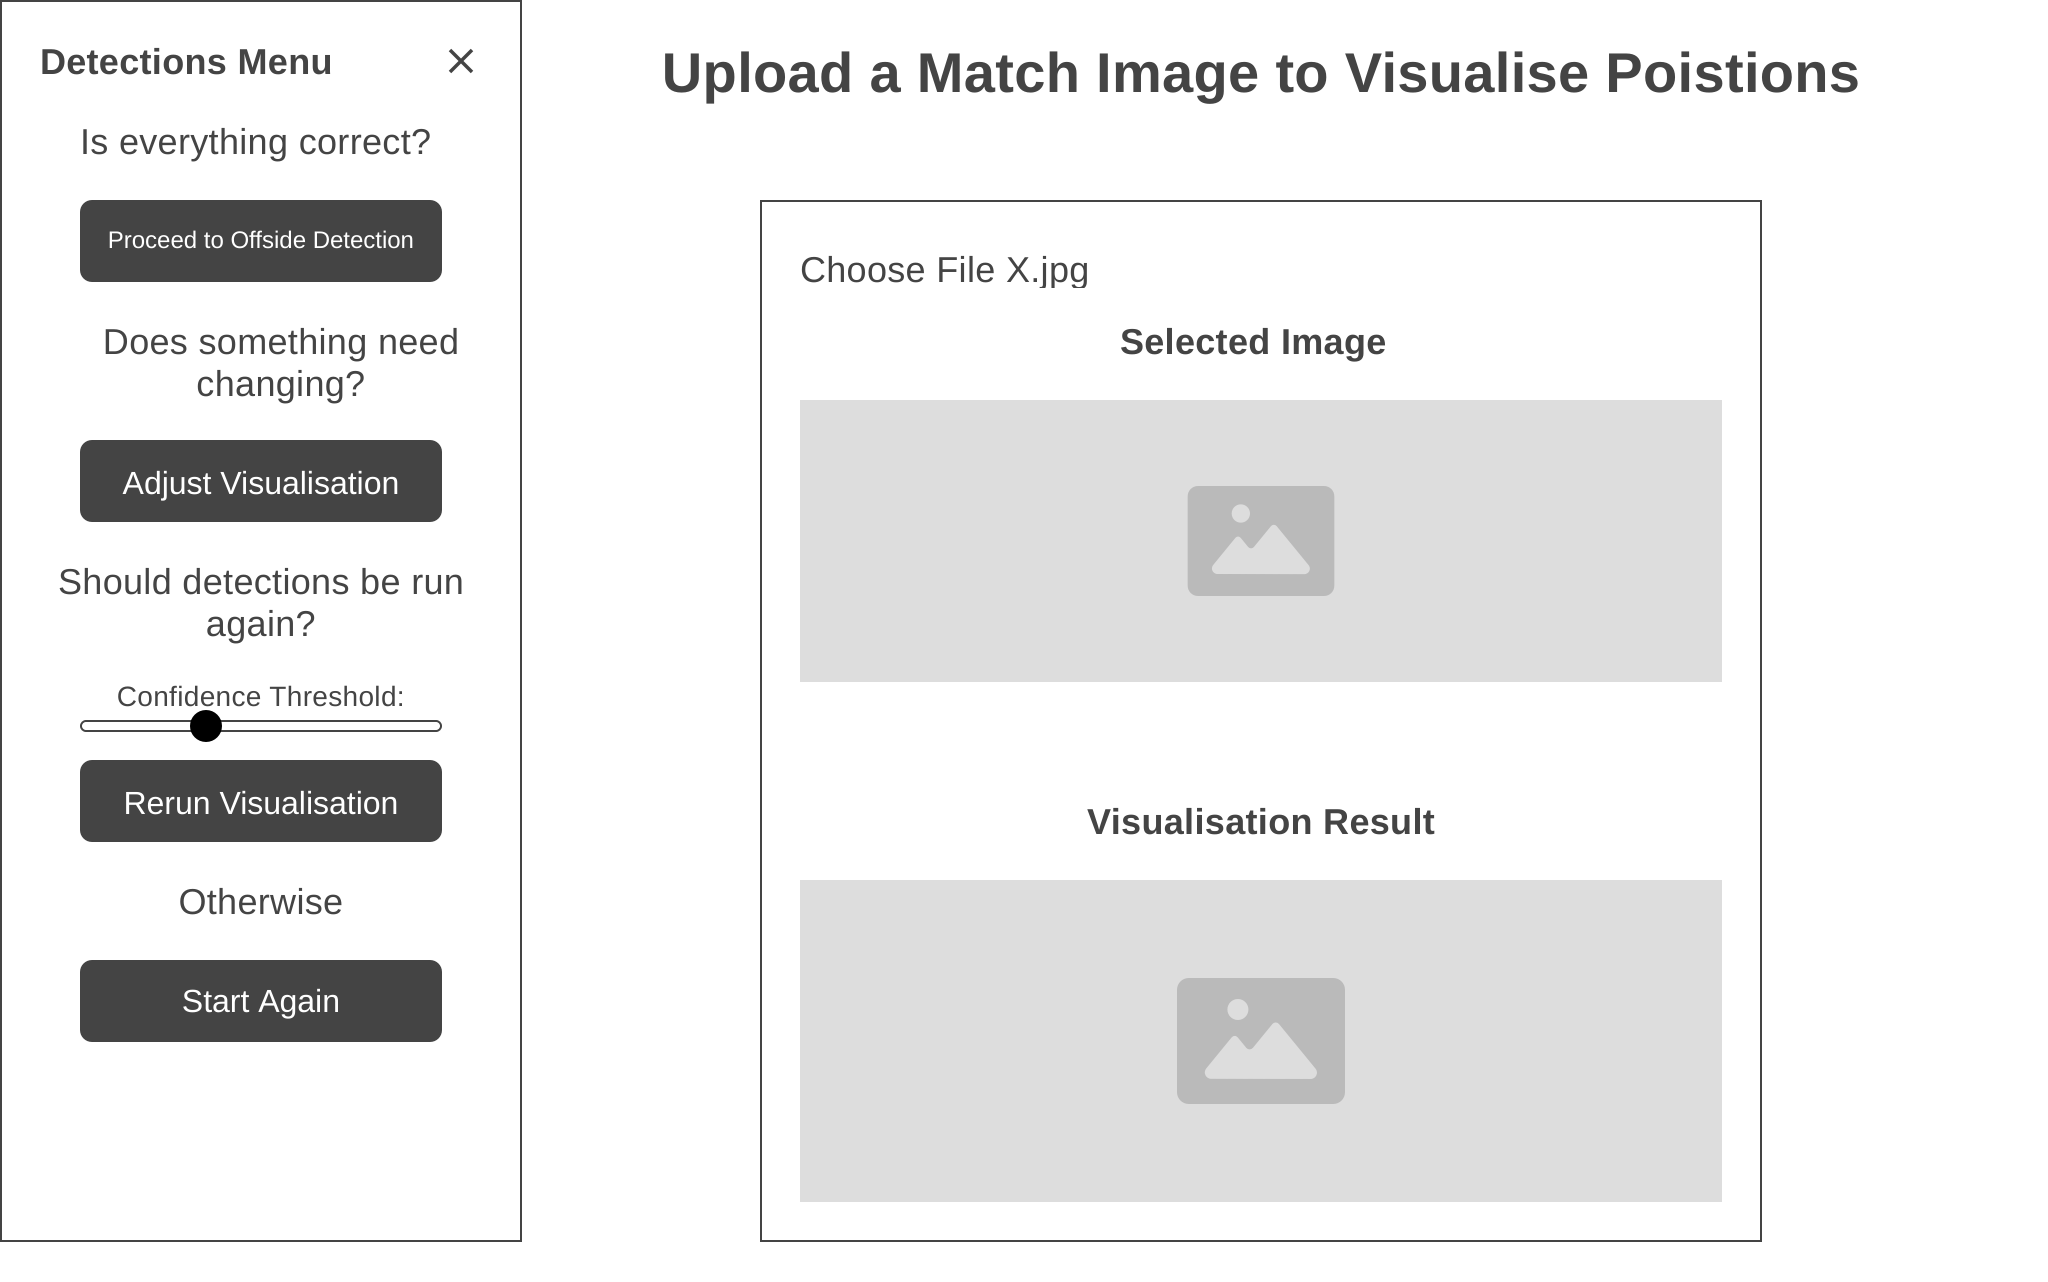 Detections Menu
Is everything correct?
Proceed to Offside Detection
Does something need
changing?
Adjust Visualisation
Should detections be run
again?
Confidence Threshold:
Rerun Visualisation
Otherwise
Start Again
Upload a Match Image to Visualise Poistions
Choose File X.jpg
Selected Image
Visualisation Result